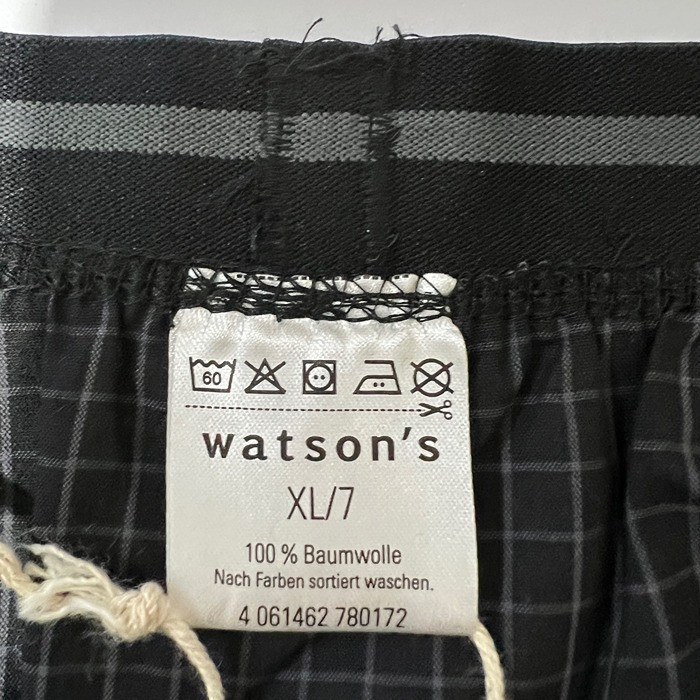 60
watson's
XL/7
100 % Baumwolle
Nach Farben sortiert waschen.
4 061462 780172